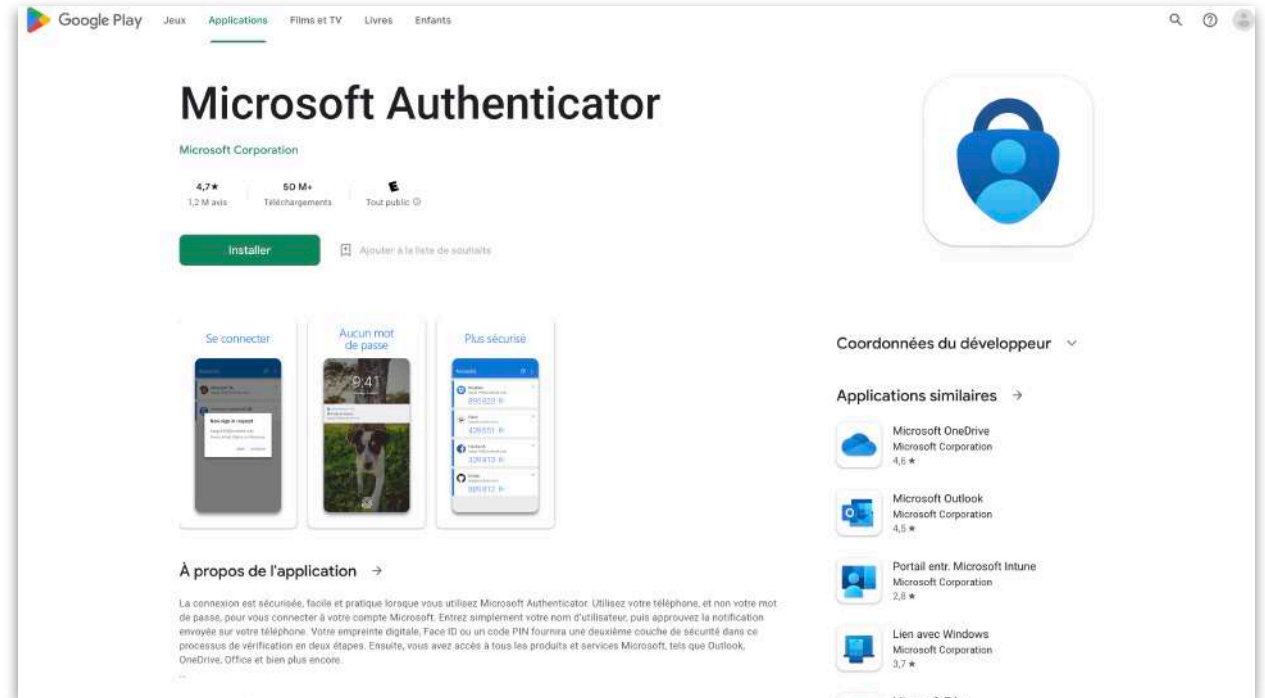 Google Play Jeux Applications Films et TV Livres Enfants
Microsoft Authenticator
Microsoft Corporation
4,7★ 50 M+ E
1,2 M avis Téléchargements Tout public
Installer Ajouter à la liste de souhaits
Se connecter
Aucun mot
de passe
Plus sécurisé
9:41
New sign in request
Coordonnées du développeur
Applications similaires →
Microsoft OneDrive
Microsoft Corporation
4,6 ★
Microsoft Outlook
Microsoft Corporation
4,5 ★
Portail entr. Microsoft Intune
Microsoft Corporation
2,8 ★
Lien avec Windows
Microsoft Corporation
3,7 ★
À propos de l'application →
La connexion est sécurisée, facile et pratique lorsque vous utilisez Microsoft Authenticator. Utilisez votre téléphone, et non votre mot
de passe, pour vous connecter à votre compte Microsoft. Entrez simplement votre nom d'utilisateur, puis approuvez la notification
envoyée sur votre téléphone. Votre empreinte digitale, Face ID ou un code PIN fournira une deuxième couche de sécurité dans ce
processus de vérification en deux étapes. Ensuite, vous avez accès à tous les produits et services Microsoft, tels que Outlook,
OneDrive, Office et bien plus encore.
...